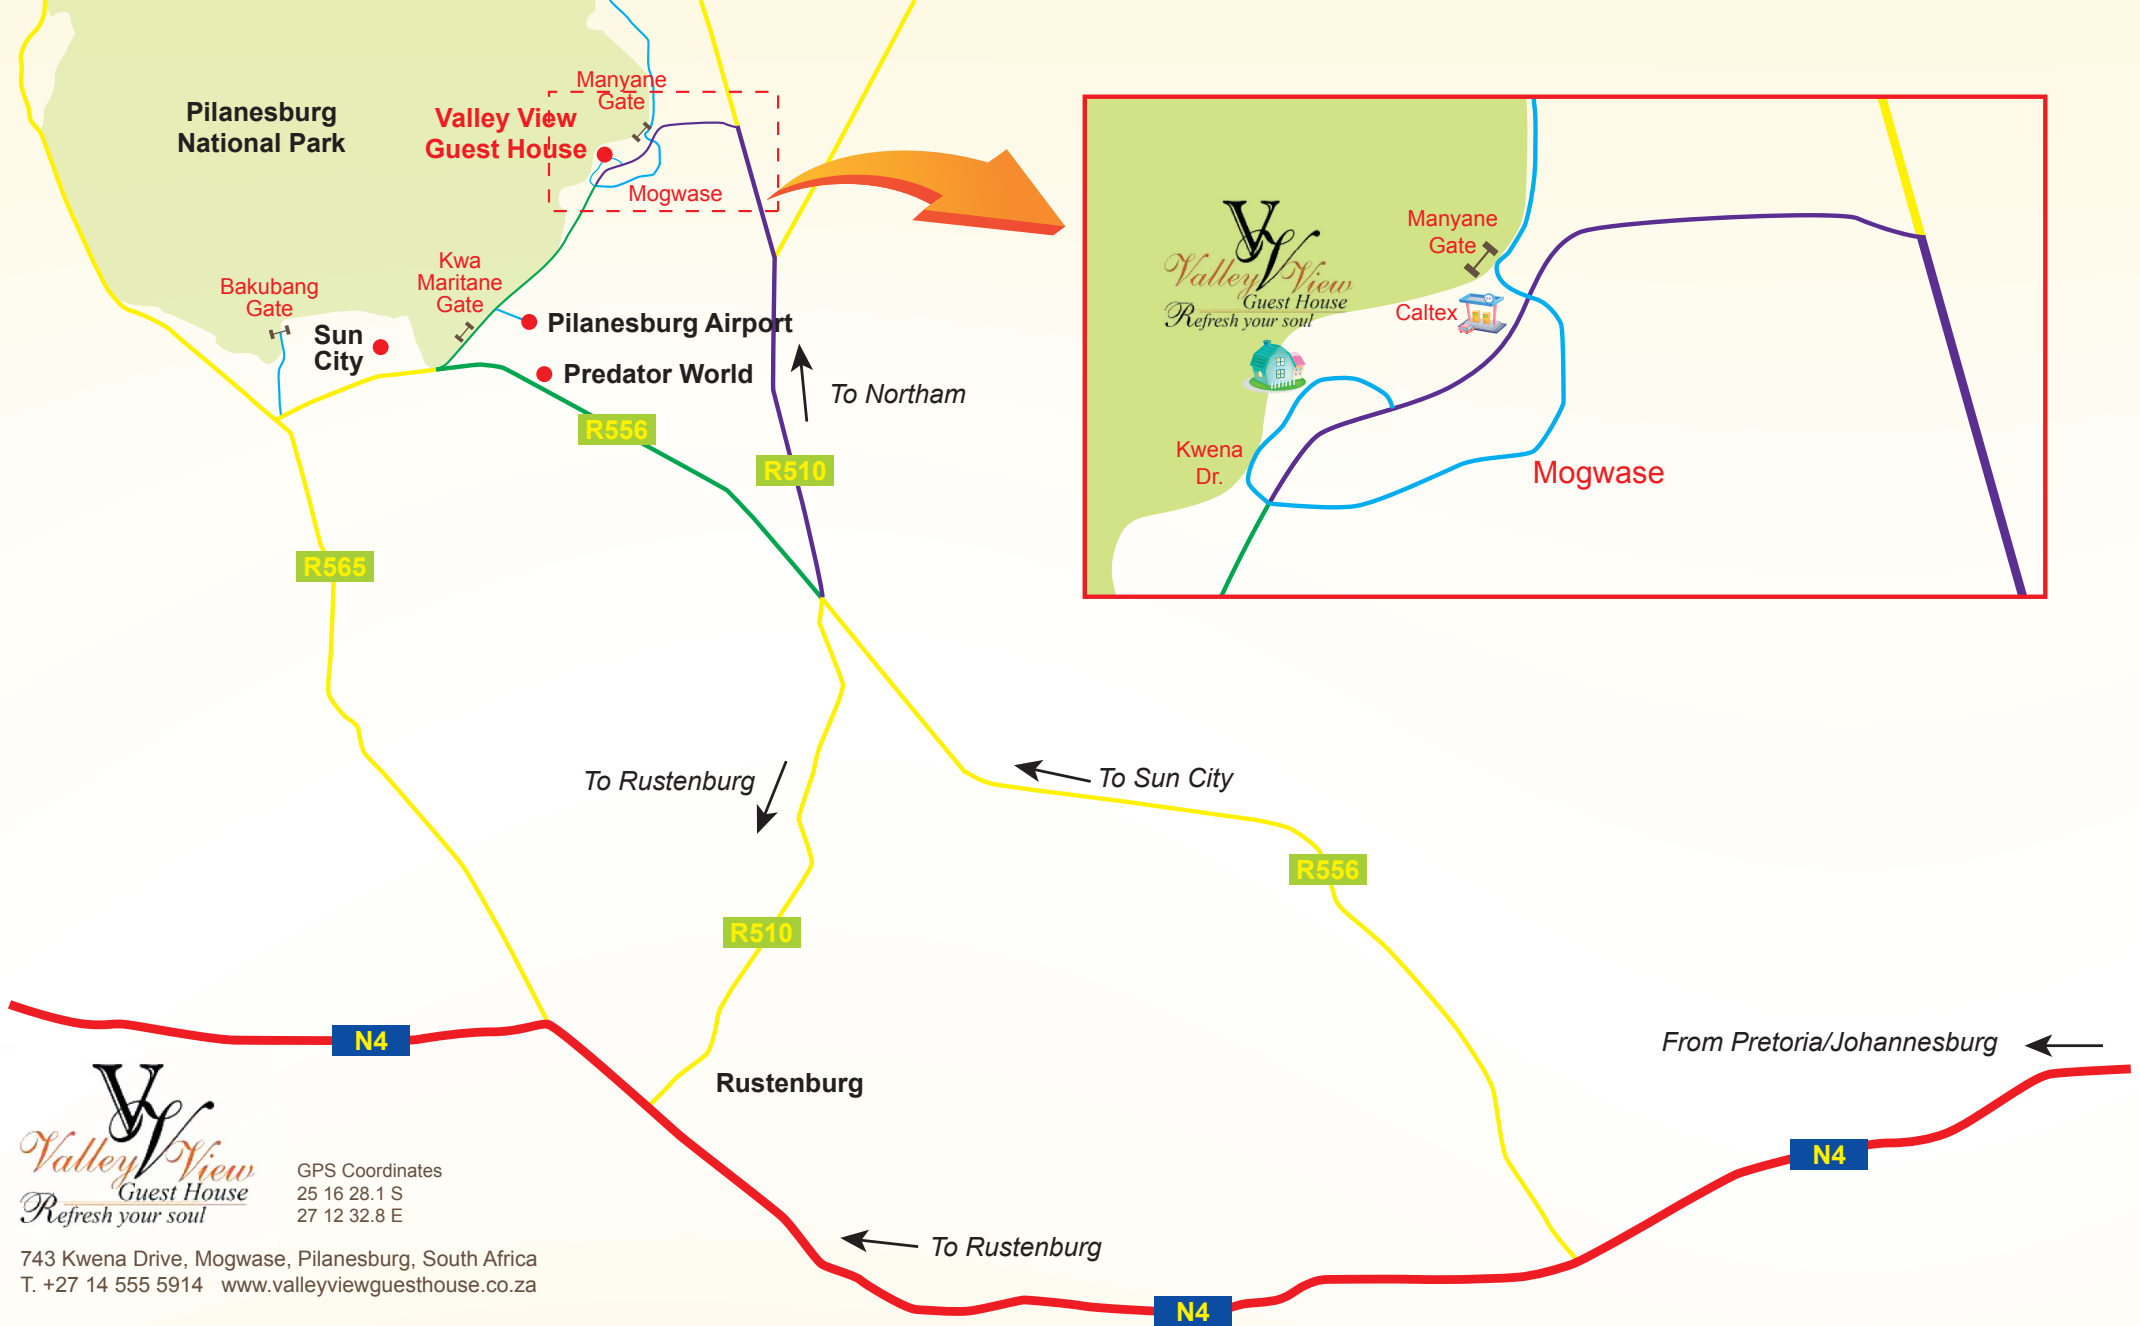 Pilanesburg
National Park
Manyane
Gate
Valley View
Guest House
Mogwase
Bakubang
Gate
Kwa
Maritane
Gate
Sun
City
Pilanesburg Airport
Predator World
To Northam
R556
R510
R565
Valley View
Guest House
Refresh your soul
Manyane
Gate
Caltex
Kwena
Dr.
Mogwase
To Rustenburg
To Sun City
R556
R510
From Pretoria/Johannesburg
N4
Rustenburg
N4
To Rustenburg
N4
Valley View
Guest House
Refresh your soul
GPS Coordinates
25 16 28.1 S
27 12 32.8 E
743 Kwena Drive, Mogwase, Pilanesburg, South Africa
T. +27 14 555 5914 www.valleyviewguesthouse.co.za